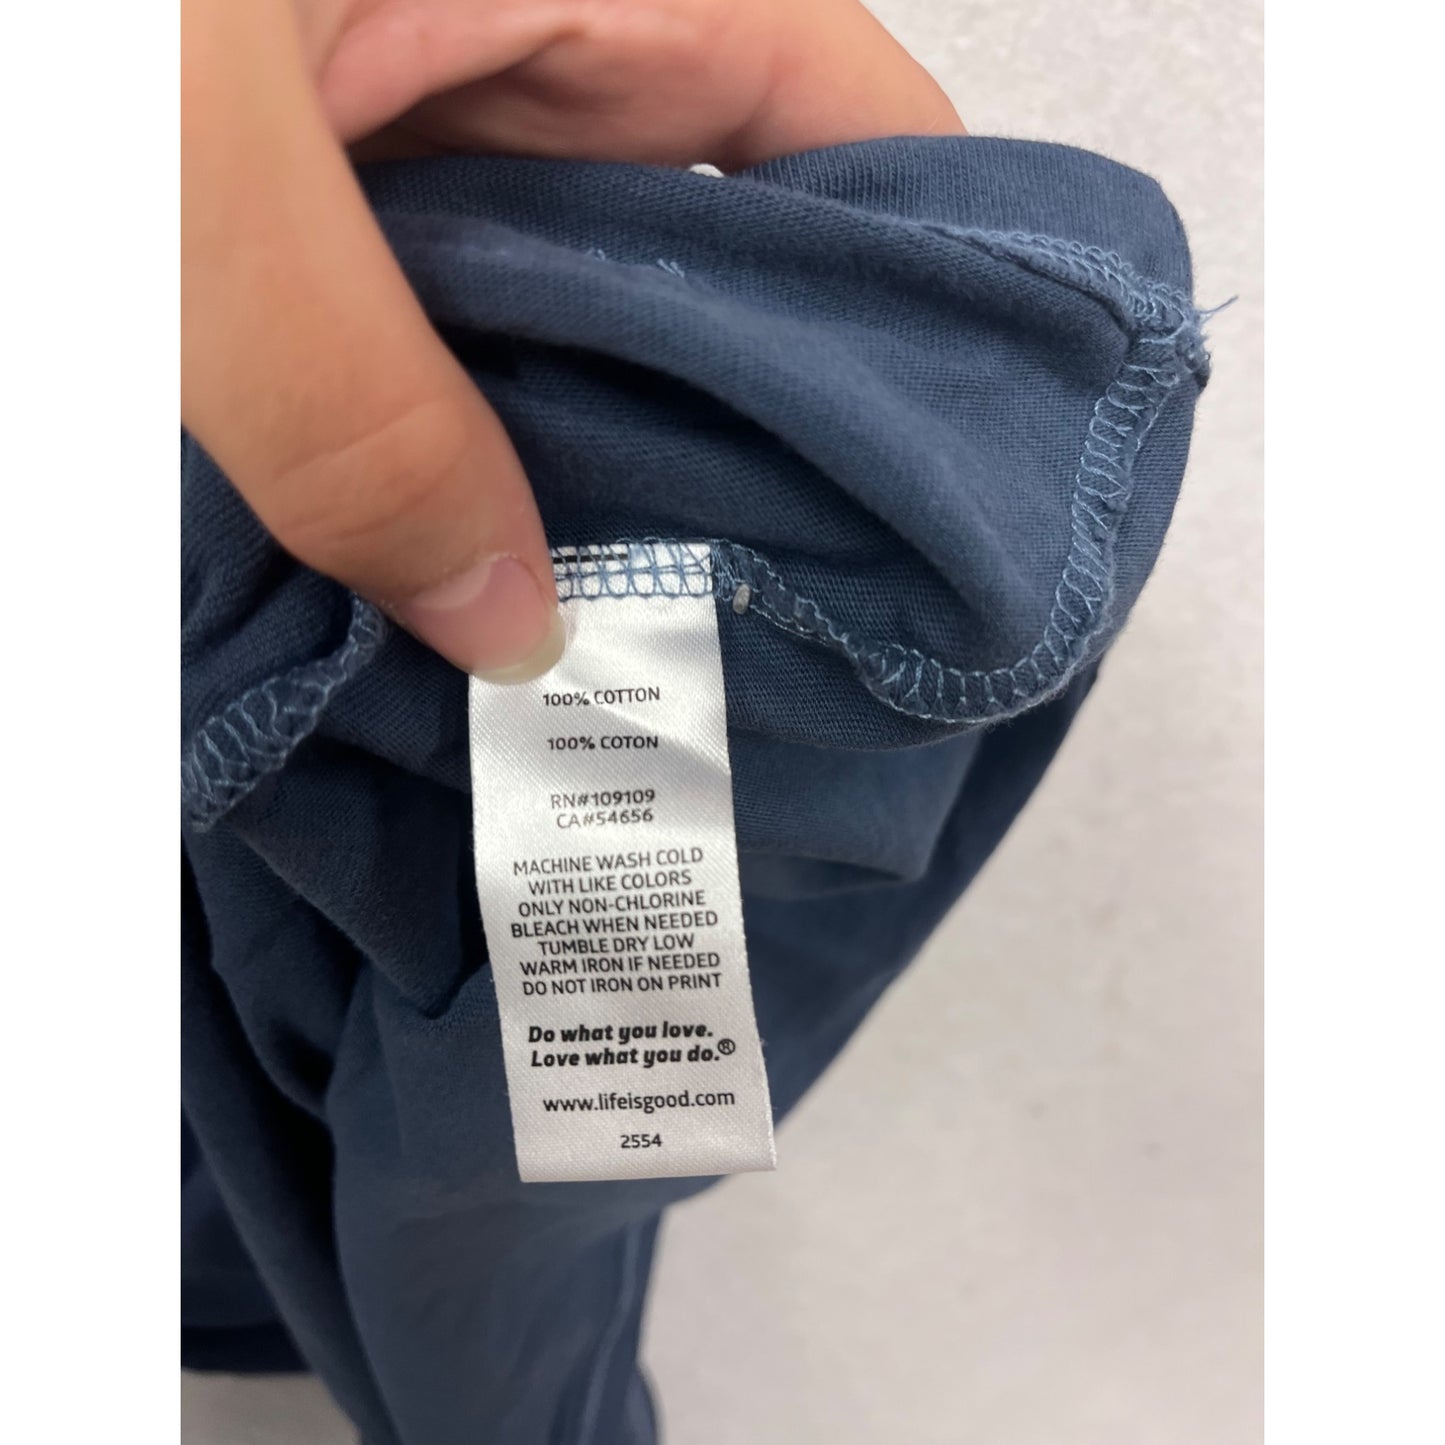 100% COTTON
100% COTON
RN#109109
CA#54656
MACHINE WASH COLD
WITH LIKE COLORS
ONLY NON-CHLORINE
BLEACH WHEN NEEDED
TUMBLE DRY LOW
WARM IRON IF NEEDED
DO NOT IRON ON PRINT
Do what you love.
Love what you do.®
www.lifeisgood.com
2554